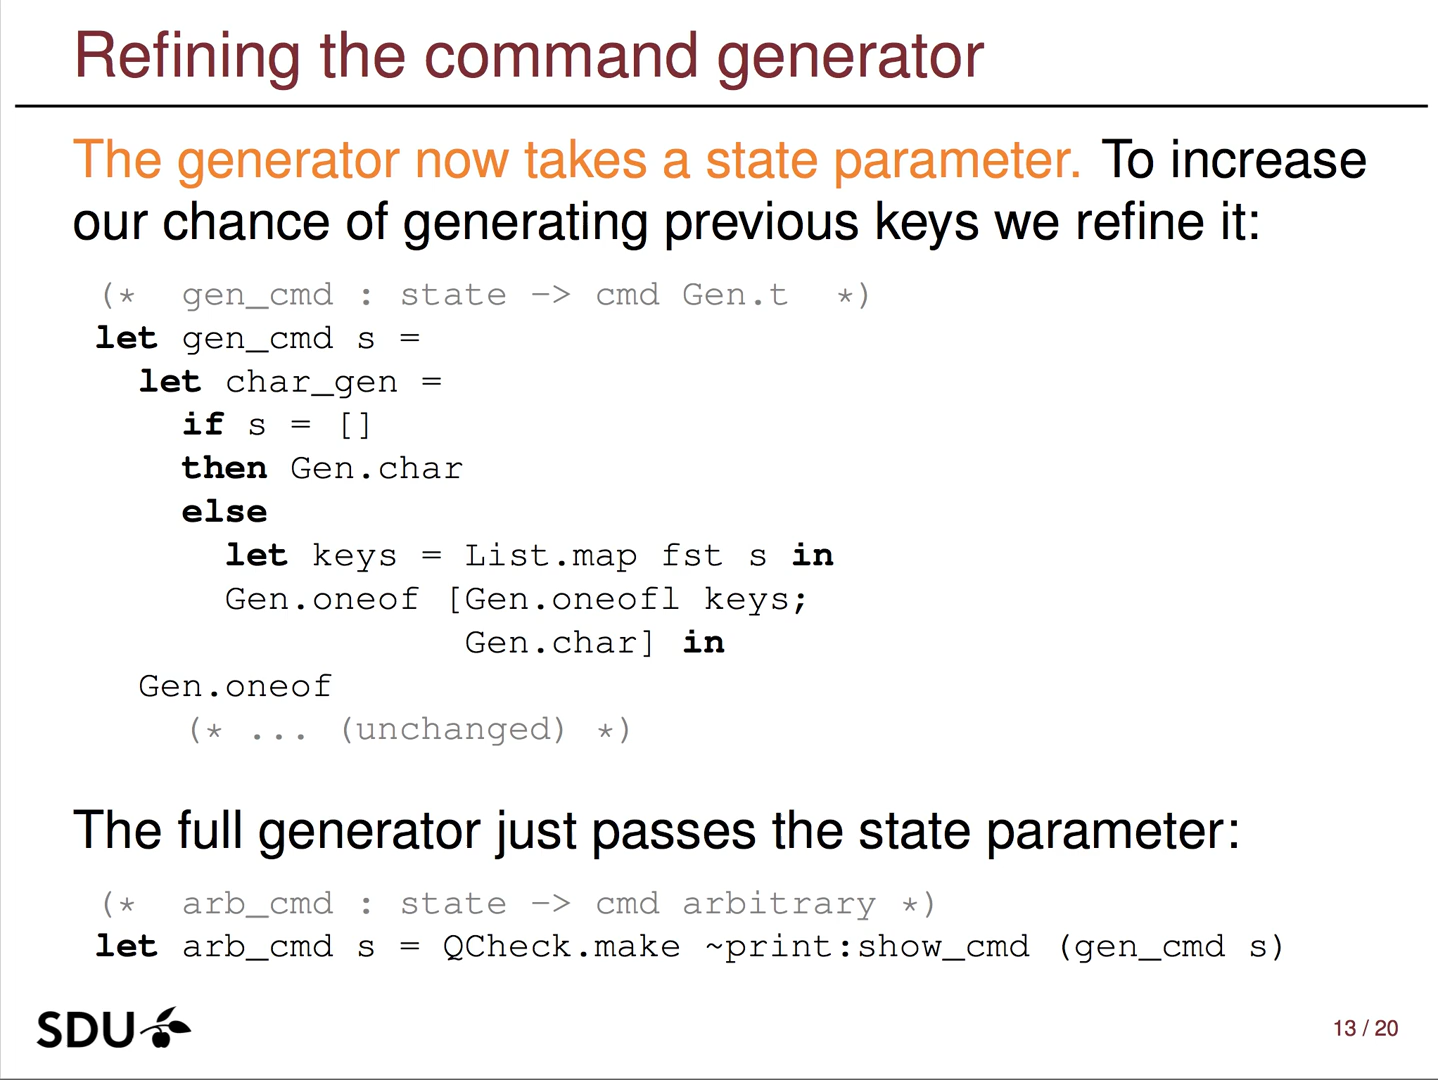 Refining the command generator
The generator now takes a state parameter. To increase
our chance of generating previous keys we refine it:
(*  gen_cmd : state -> cmd Gen.t  *)
let gen_cmd s =
  let char_gen =
    if s = []
    then Gen.char
    else
      let keys = List.map fst s in
      Gen.oneof [Gen.oneofl keys;
                 Gen.char] in
  Gen.oneof
    (* ... (unchanged) *)
The full generator just passes the state parameter:
(*  arb_cmd : state -> cmd arbitrary *)
let arb_cmd s = QCheck.make ~print:show_cmd (gen_cmd s)
SDU
13 / 20